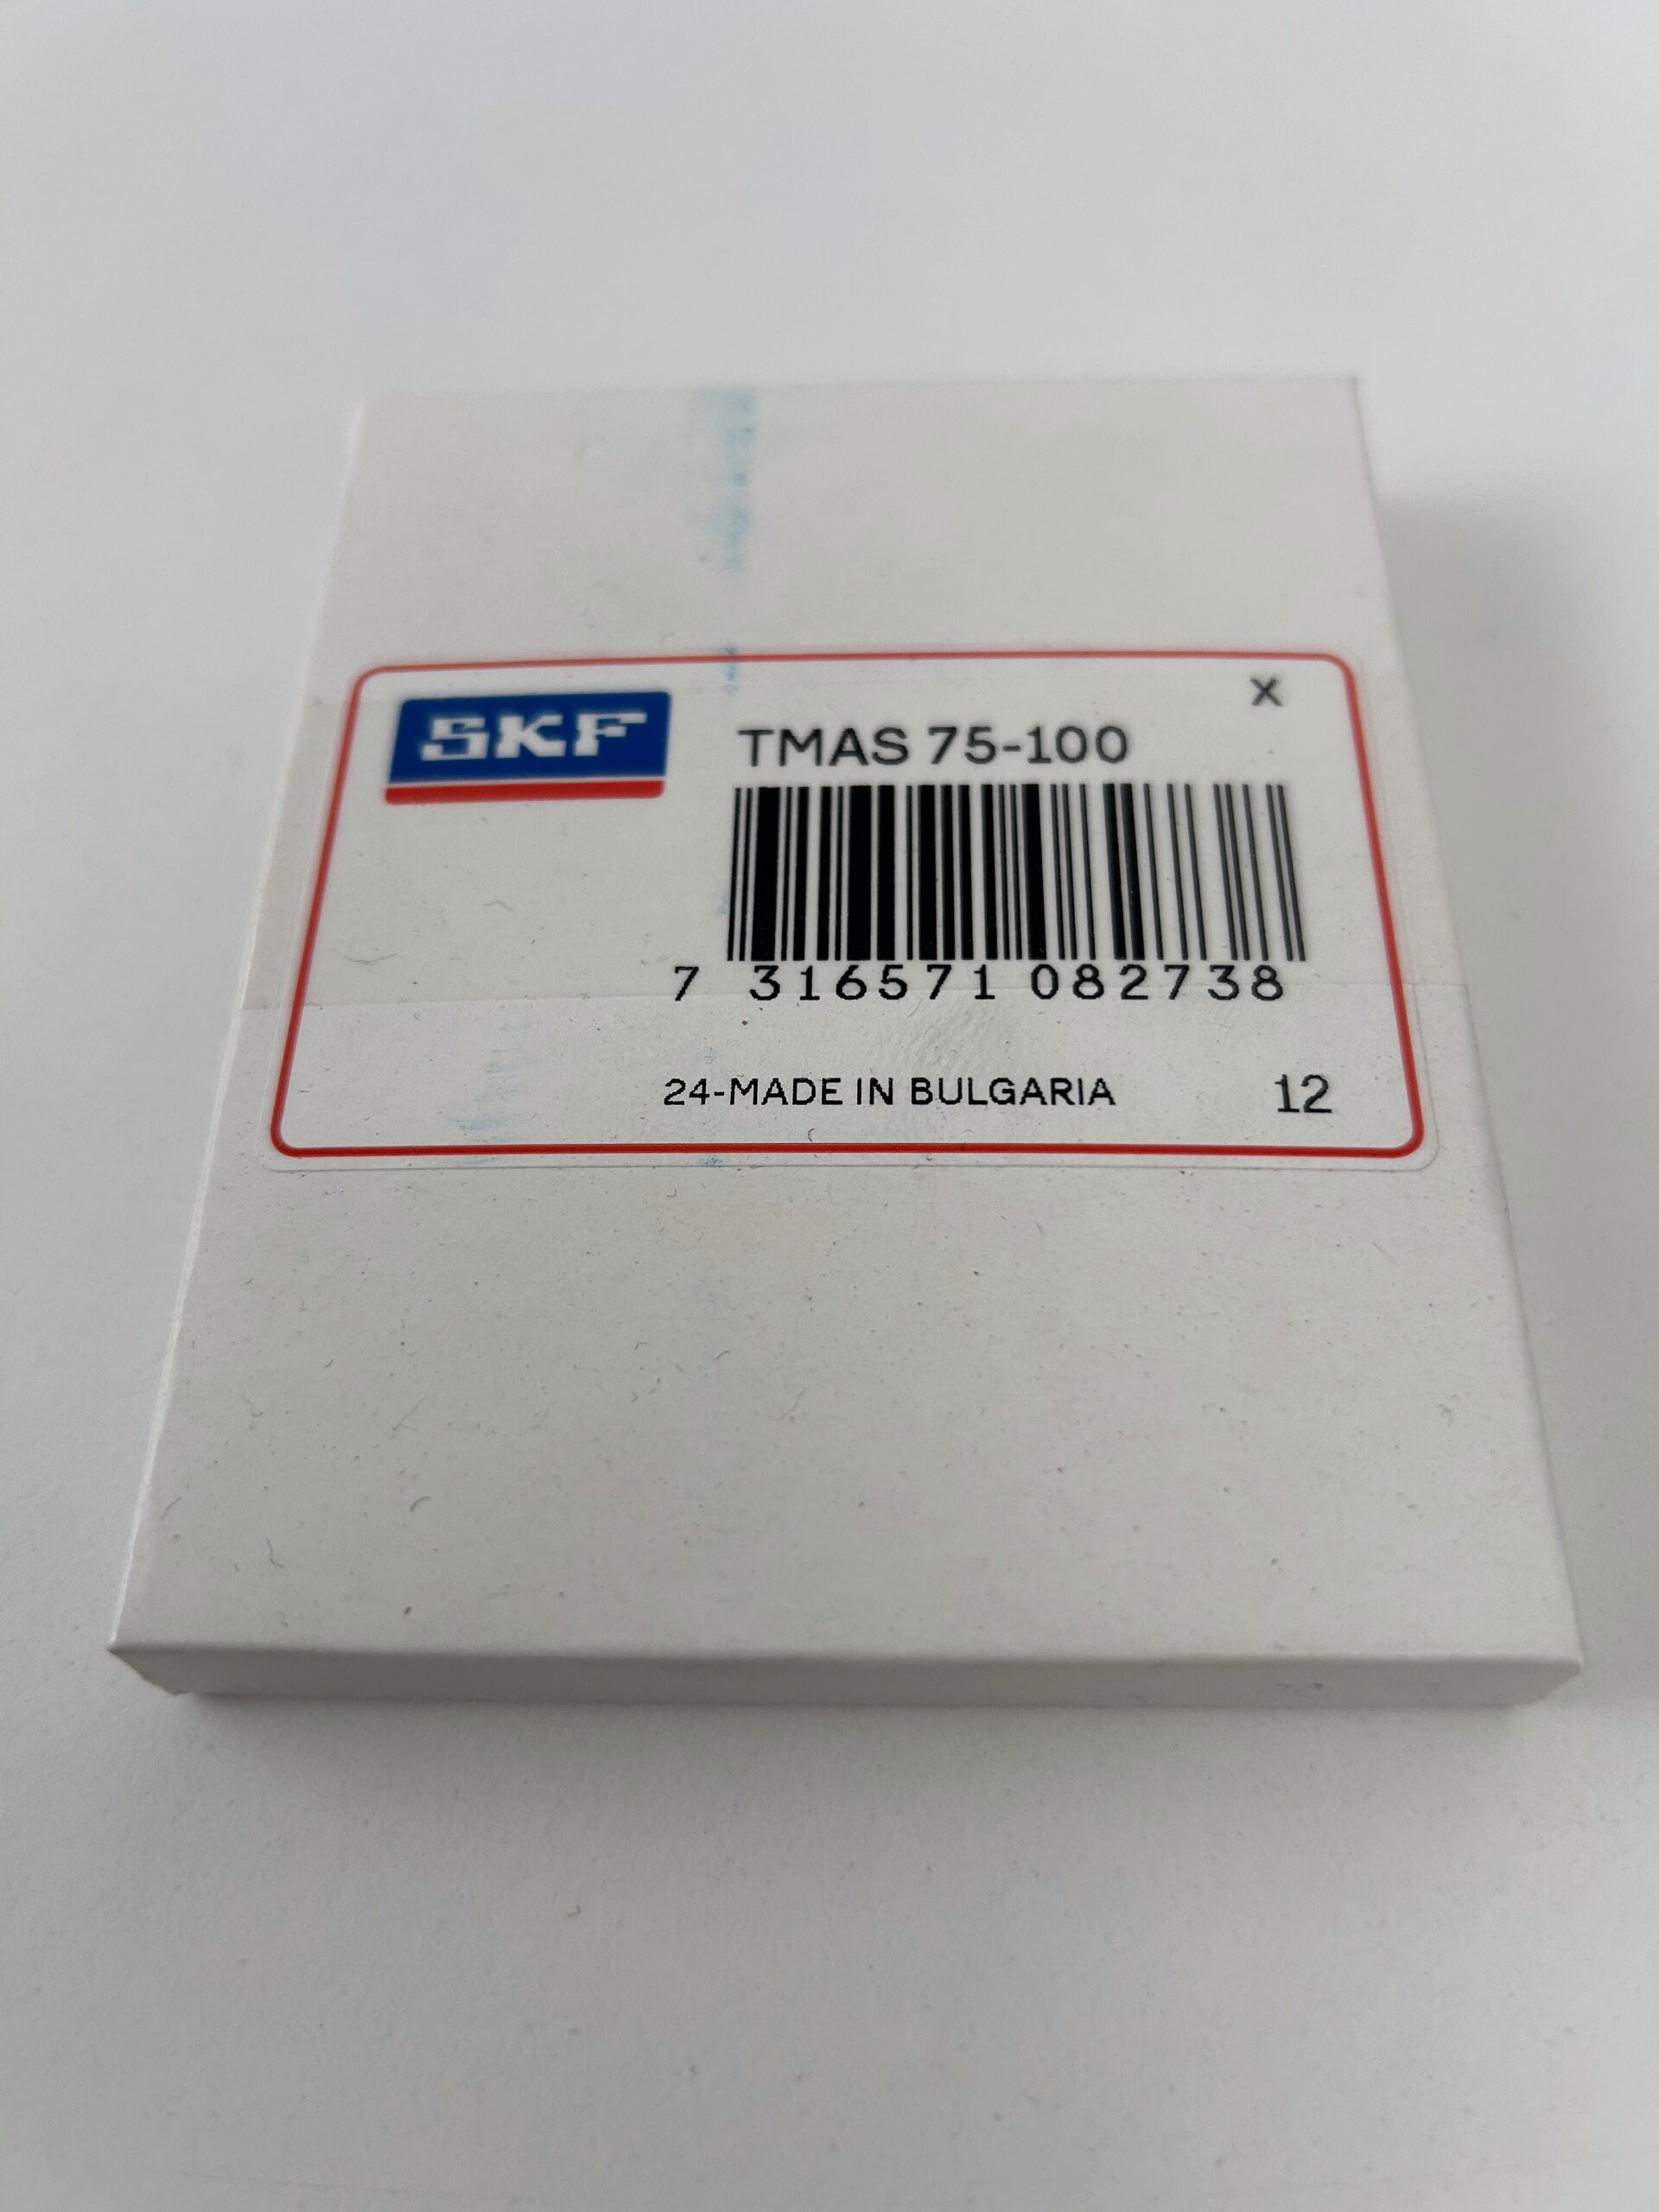 X
SKF
TMAS 75-100
7 316571 082738
24-MADE IN BULGARIA
12